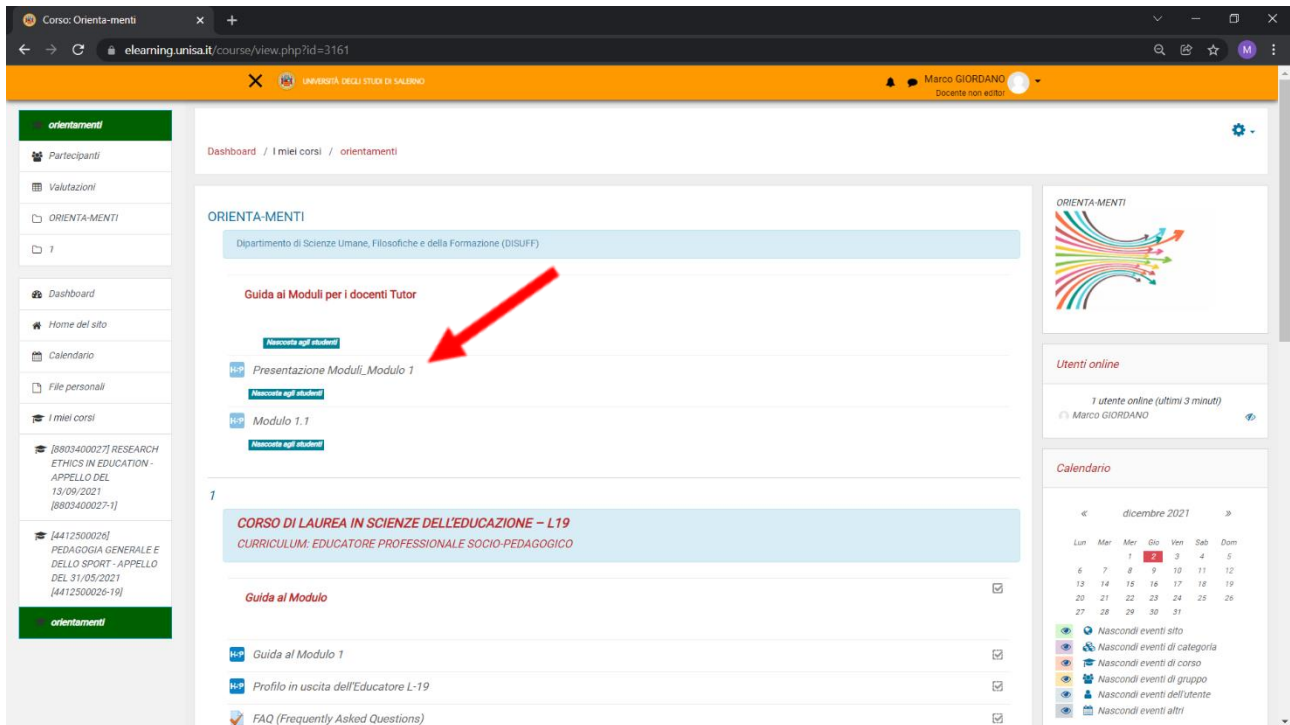 Corso: Orienta-menti
elearning.unisa.it/course/view.php?id=3161
M
UNIVERSITÀ DEGLI STUDI DI SALERNO
Marco GIORDANO
Docente non editor
orientamenti
Partecipanti
Valutazioni
ORIENTA-MENTI
1
Dashboard
Home del sito
Calendario
File personali
I miei corsi
[8803400027] RESEARCH
ETHICS IN EDUCATION -
APPELLO DEL
13/09/2021
[8803400027-1]
[4412500026]
PEDAGOGIA GENERALE E
DELLO SPORT - APPELLO
DEL 31/05/2021
[4412500026-19]
orientamenti
Dashboard / I miei corsi / orientamenti
ORIENTA-MENTI
Dipartimento di Scienze Umane, Filosofiche e della Formazione (DISUFF)
Guida ai Moduli per i docenti Tutor
Nascosta agli studenti
H-P Presentazione Moduli_Modulo 1
Nascosta agli studenti
H-P Modulo 1.1
Nascosta agli studenti
1
CORSO DI LAUREA IN SCIENZE DELL'EDUCAZIONE – L19
CURRICULUM: EDUCATORE PROFESSIONALE SOCIO-PEDAGOGICO
Guida al Modulo
H-P Guida al Modulo 1
H-P Profilo in uscita dell'Educatore L-19
FAQ (Frequently Asked Questions)
ORIENTA-MENTI
Utenti online
1 utente online (ultimi 3 minuti)
Marco GIORDANO
Calendario
« dicembre 2021 »
Lun Mar Mer Gio Ven Sab Dom
1 2 3 4 5
6 7 8 9 10 11 12
13 14 15 16 17 18 19
20 21 22 23 24 25 26
27 28 29 30 31
Nascondi eventi sito
Nascondi eventi di categoria
Nascondi eventi di corso
Nascondi eventi di gruppo
Nascondi eventi dell'utente
Nascondi eventi altri